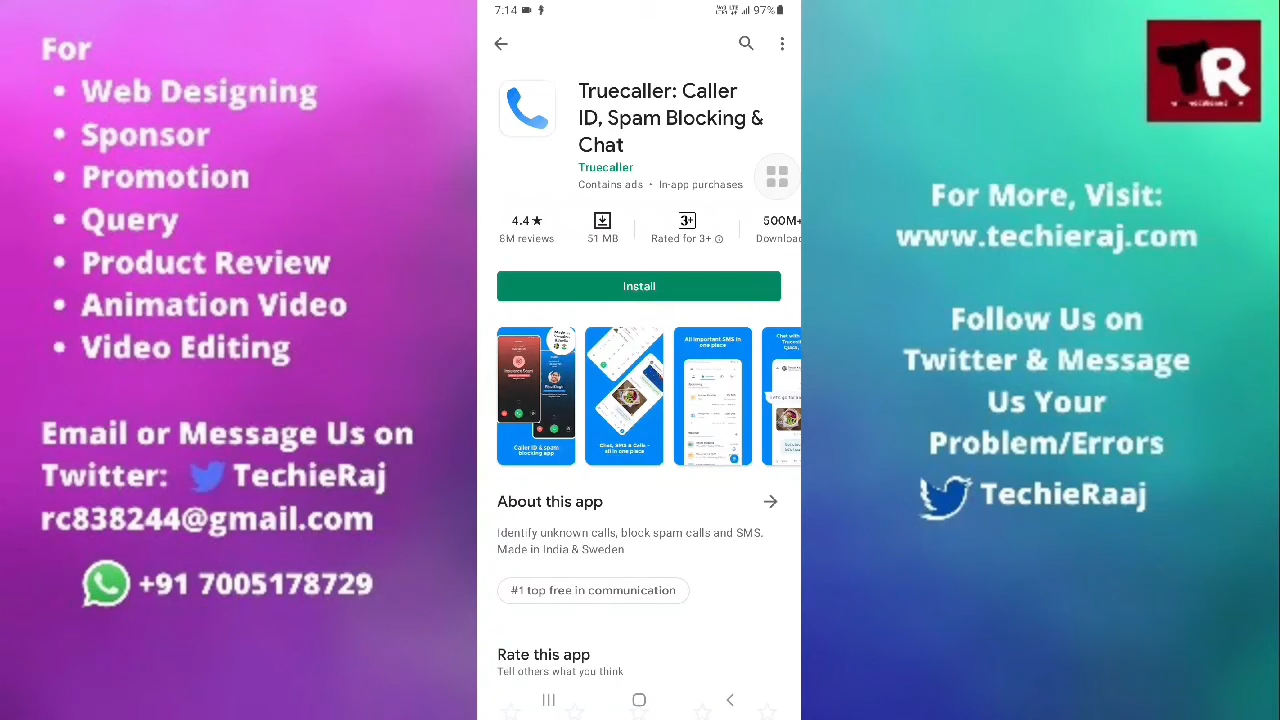 For
• Web Designing
• Sponsor
• Promotion
• Query
• Product Review
• Animation Video
• Video Editing
Email or Message Us on
Twitter: TechieRaj
rc838244@gmail.com
+91 7005178729
7:14
97%
Truecaller: Caller
ID, Spam Blocking &
Chat
Truecaller
Contains ads • In-app purchases
4.4★
8M reviews
51 MB
3+
Rated for 3+
500M+
Downloa
Install
Caller ID & spam
blocking app
Chat, SMS & Calls -
all in one place
All important SMS in
one place
About this app
Identify unknown calls, block spam calls and SMS.
Made in India & Sweden
#1 top free in communication
Rate this app
Tell others what you think
TR
For More, Visit:
www.techieraj.com
Follow Us on
Twitter & Message
Us Your
Problem/Errors
TechieRaaj